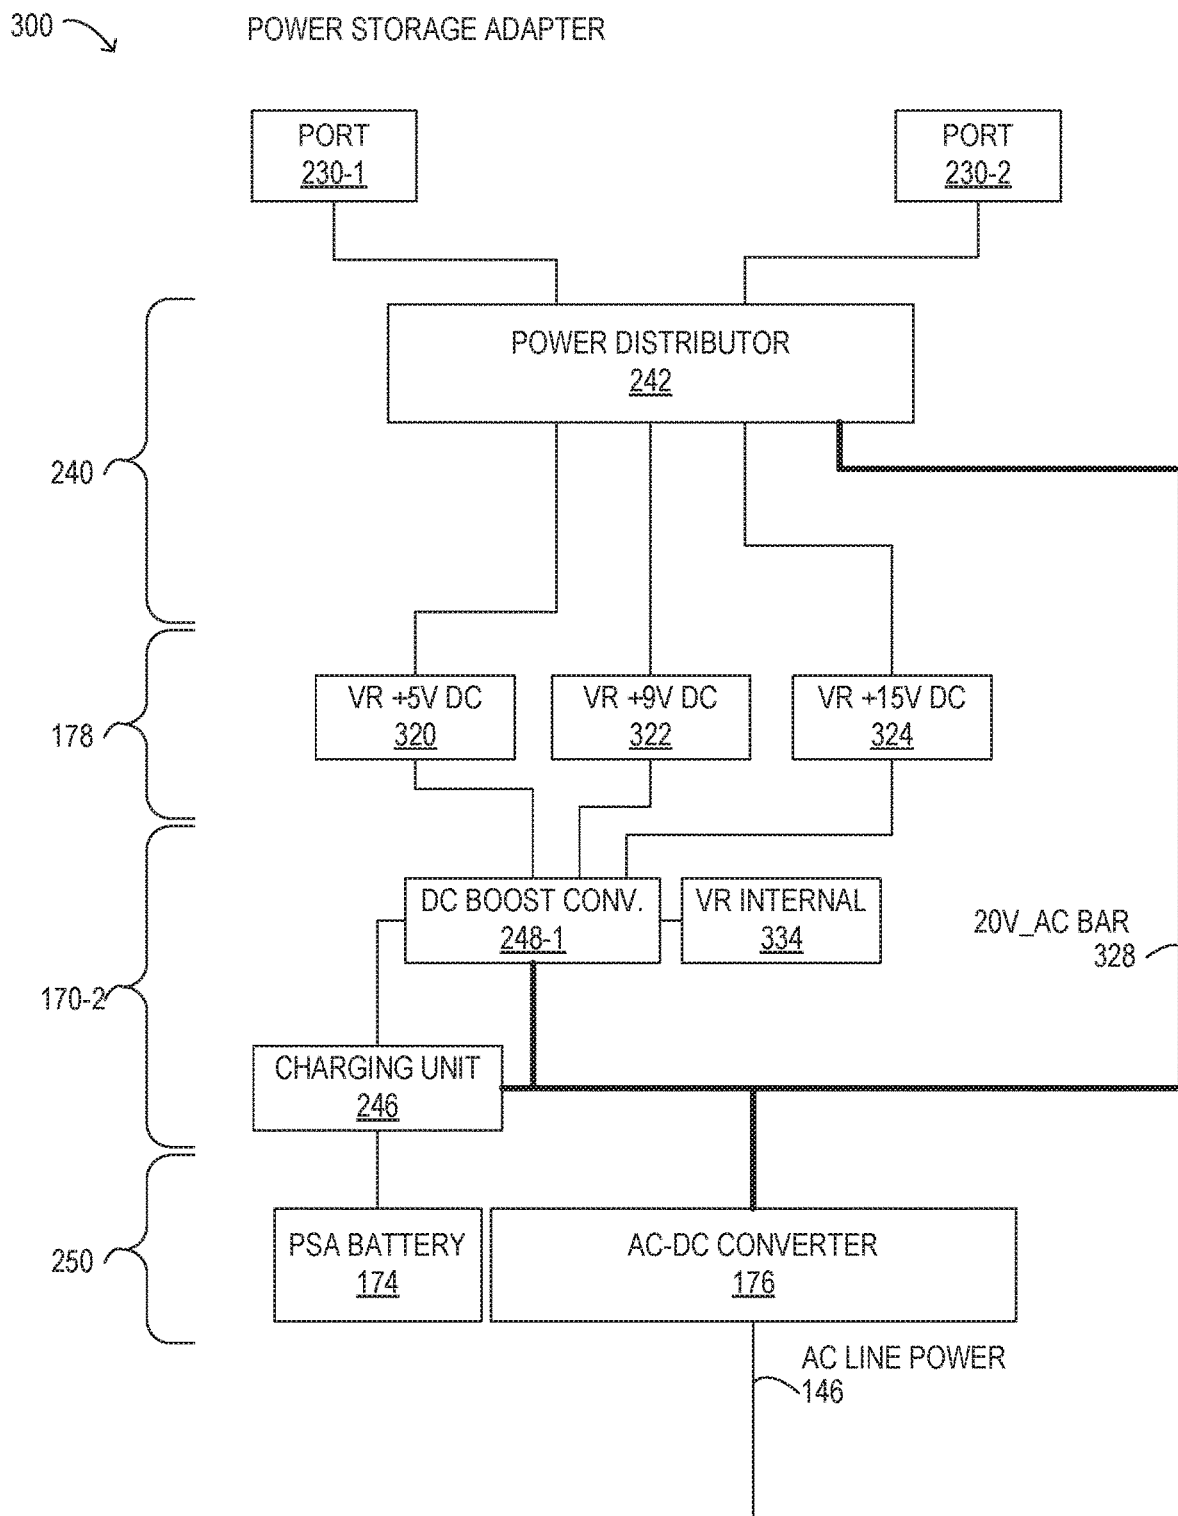 300
POWER STORAGE ADAPTER
PORT
230-1
PORT
230-2
POWER DISTRIBUTOR
242
240
VR +5V DC
320
VR +9V DC
322
VR +15V DC
324
178
DC BOOST CONV.
248-1
VR INTERNAL
334
20V_AC BAR
328
170-2
CHARGING UNIT
246
PSA BATTERY
174
AC-DC CONVERTER
176
250
AC LINE POWER
146